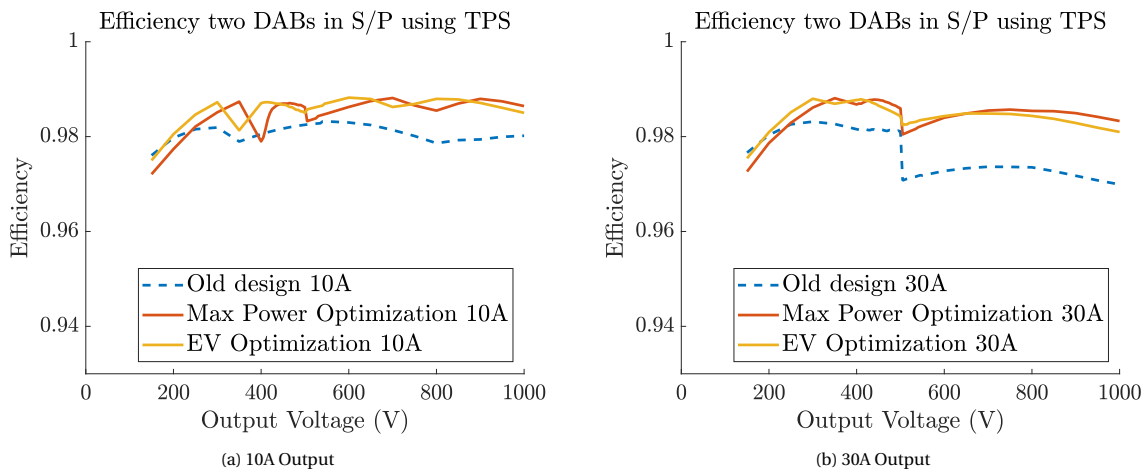 Efficiency two DABs in S/P using TPS
1
0.98
0.96
0.94
Efficiency
0
200
400
600
800
1000
Output Voltage (V)
Old design 10A
Max Power Optimization 10A
EV Optimization 10A
(a) 10A Output
Efficiency two DABs in S/P using TPS
1
0.98
0.96
0.94
Efficiency
0
200
400
600
800
1000
Output Voltage (V)
Old design 30A
Max Power Optimization 30A
EV Optimization 30A
(b) 30A Output